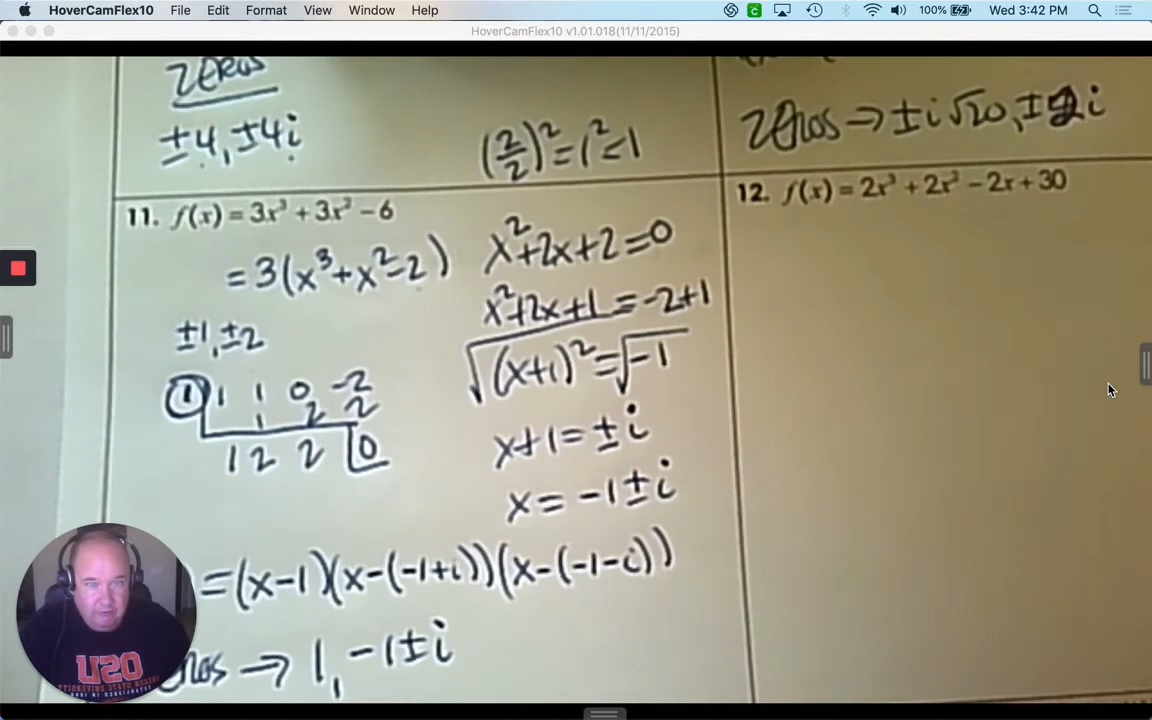 HoverCamFlex10 File Edit Format View Window Help 100% Wed 3:42 PM
HoverCamFlex10 v1.01.018(11/11/2015)
zeros
±4, ±4i
(2/2)² = 1² = 1
zeros → ±i√20, ±2i
11. f(x) = 3x³ + 3x² − 6
= 3(x³ + x² − 2)
±1, ±2
1 1 1 0 −2
1 2 2
1 2 2 0
x² + 2x + 2 = 0
x² + 2x + 1 = −2 + 1
√(x+1)² = √−1
x + 1 = ±i
x = −1 ± i
= (x−1)(x−(−1+i))(x−(−1−i))
zeros → 1, −1 ± i
12. f(x) = 2x³ + 2x² − 2x + 30
USO